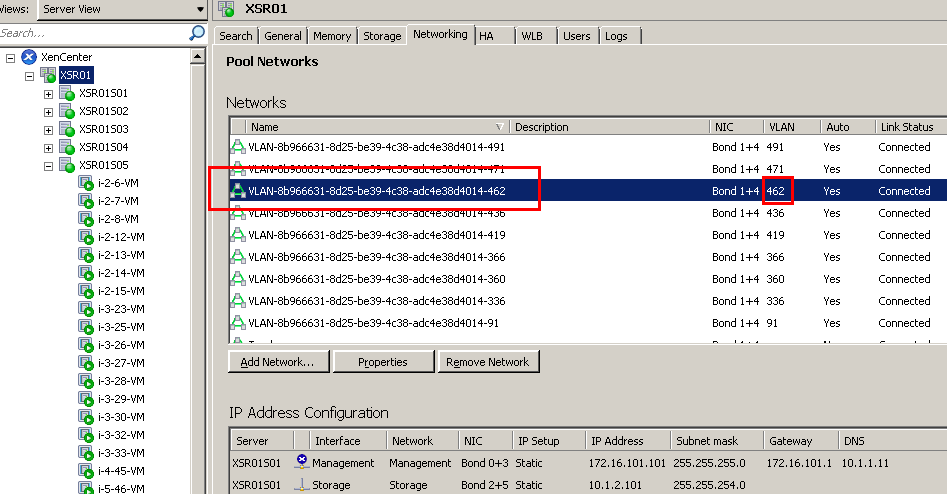 Views: Server View
Search...
XenCenter
XSR01
XSR01S01
XSR01S02
XSR01S03
XSR01S04
XSR01S05
i-2-6-VM
i-2-7-VM
i-2-8-VM
i-2-12-VM
i-2-13-VM
i-2-14-VM
i-2-15-VM
i-3-23-VM
i-3-25-VM
i-3-26-VM
i-3-27-VM
i-3-28-VM
i-3-29-VM
i-3-30-VM
i-3-32-VM
i-3-33-VM
i-4-45-VM
i-5-46-VM
XSR01
Search General Memory Storage Networking HA WLB Users Logs
Pool Networks
Networks
Name Description NIC VLAN Auto Link Status
VLAN-8b966631-8d25-be39-4c38-adc4e38d4014-491 Bond 1+4 491 Yes Connected
VLAN-8b966631-8d25-be39-4c38-adc4e38d4014-471 Bond 1+4 471 Yes Connected
VLAN-8b966631-8d25-be39-4c38-adc4e38d4014-462 Bond 1+4 462 Yes Connected
VLAN-8b966631-8d25-be39-4c38-adc4e38d4014-436 Bond 1+4 436 Yes Connected
VLAN-8b966631-8d25-be39-4c38-adc4e38d4014-419 Bond 1+4 419 Yes Connected
VLAN-8b966631-8d25-be39-4c38-adc4e38d4014-366 Bond 1+4 366 Yes Connected
VLAN-8b966631-8d25-be39-4c38-adc4e38d4014-360 Bond 1+4 360 Yes Connected
VLAN-8b966631-8d25-be39-4c38-adc4e38d4014-336 Bond 1+4 336 Yes Connected
VLAN-8b966631-8d25-be39-4c38-adc4e38d4014-91 Bond 1+4 91 Yes Connected
Add Network... Properties Remove Network
IP Address Configuration
Server Interface Network NIC IP Setup IP Address Subnet mask Gateway DNS
XSR01S01 Management Management Bond 0+3 Static 172.16.101.101 255.255.255.0 172.16.101.1 10.1.1.11
XSR01S01 Storage Storage Bond 2+5 Static 10.1.2.101 255.255.254.0